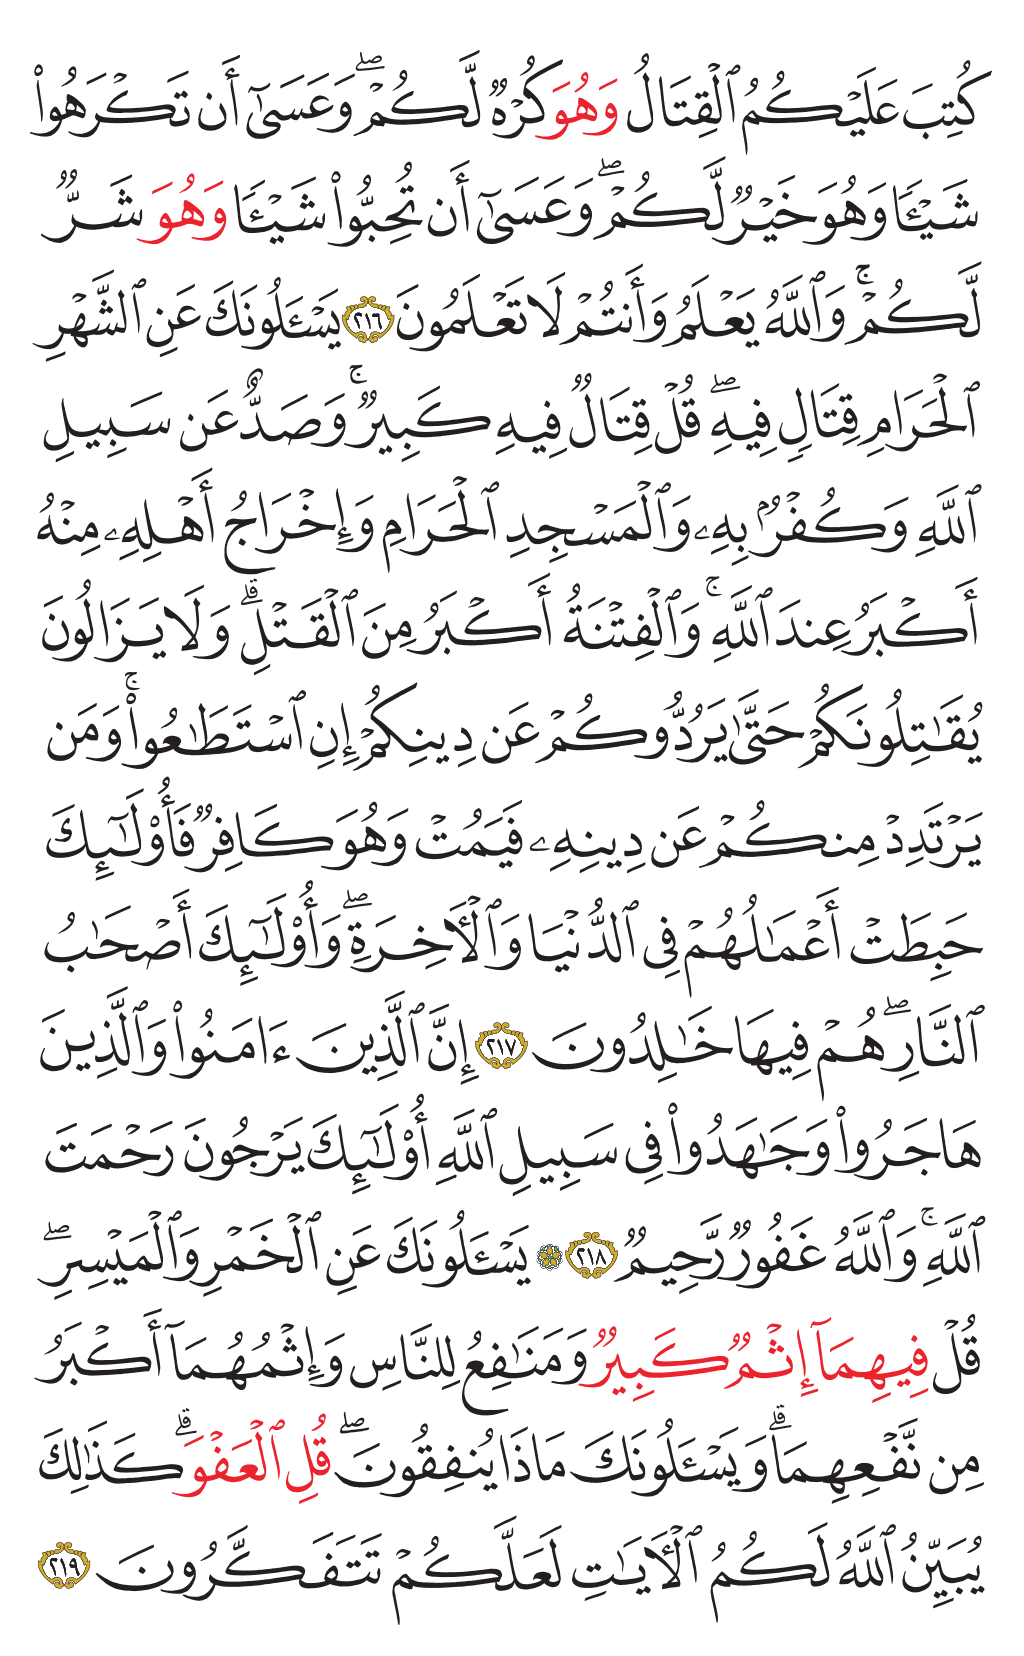 كُتِبَ عَلَيۡكُمُ ٱلۡقِتَالُ وَهُوَ كُرۡهٞ لَّكُمۡۖ وَعَسَىٰٓ أَن تَكۡرَهُواْ
شَيۡـٔٗا وَهُوَ خَيۡرٞ لَّكُمۡۖ وَعَسَىٰٓ أَن تُحِبُّواْ شَيۡـٔٗا وَهُوَ شَرّٞ
لَّكُمۡۚ وَٱللَّهُ يَعۡلَمُ وَأَنتُمۡ لَا تَعۡلَمُونَ ٢١٦ يَسۡـَٔلُونَكَ عَنِ ٱلشَّهۡرِ
ٱلۡحَرَامِ قِتَالٖ فِيهِۖ قُلۡ قِتَالٞ فِيهِ كَبِيرٞۚ وَصَدٌّ عَن سَبِيلِ
ٱللَّهِ وَكُفۡرُۢ بِهِۦ وَٱلۡمَسۡجِدِ ٱلۡحَرَامِ وَإِخۡرَاجُ أَهۡلِهِۦ مِنۡهُ
أَكۡبَرُ عِندَ ٱللَّهِۚ وَٱلۡفِتۡنَةُ أَكۡبَرُ مِنَ ٱلۡقَتۡلِۗ وَلَا يَزَالُونَ
يُقَٰتِلُونَكُمۡ حَتَّىٰ يَرُدُّوكُمۡ عَن دِينِكُمۡ إِنِ ٱسۡتَطَٰعُواْۚ وَمَن
يَرۡتَدِدۡ مِنكُمۡ عَن دِينِهِۦ فَيَمُتۡ وَهُوَ كَافِرٞ فَأُوْلَٰٓئِكَ
حَبِطَتۡ أَعۡمَٰلُهُمۡ فِي ٱلدُّنۡيَا وَٱلۡأٓخِرَةِۖ وَأُوْلَٰٓئِكَ أَصۡحَٰبُ
ٱلنَّارِۖ هُمۡ فِيهَا خَٰلِدُونَ ٢١٧ إِنَّ ٱلَّذِينَ ءَامَنُواْ وَٱلَّذِينَ
هَاجَرُواْ وَجَٰهَدُواْ فِي سَبِيلِ ٱللَّهِ أُوْلَٰٓئِكَ يَرۡجُونَ رَحۡمَتَ
ٱللَّهِۚ وَٱللَّهُ غَفُورٞ رَّحِيمٞ ٢١٨ ۞ يَسۡـَٔلُونَكَ عَنِ ٱلۡخَمۡرِ وَٱلۡمَيۡسِرِۖ
قُلۡ فِيهِمَآ إِثۡمٞ كَبِيرٞ وَمَنَٰفِعُ لِلنَّاسِ وَإِثۡمُهُمَآ أَكۡبَرُ
مِن نَّفۡعِهِمَاۗ وَيَسۡـَٔلُونَكَ مَاذَا يُنفِقُونَۖ قُلِ ٱلۡعَفۡوَۗ كَذَٰلِكَ
يُبَيِّنُ ٱللَّهُ لَكُمُ ٱلۡأٓيَٰتِ لَعَلَّكُمۡ تَتَفَكَّرُونَ ٢١٩